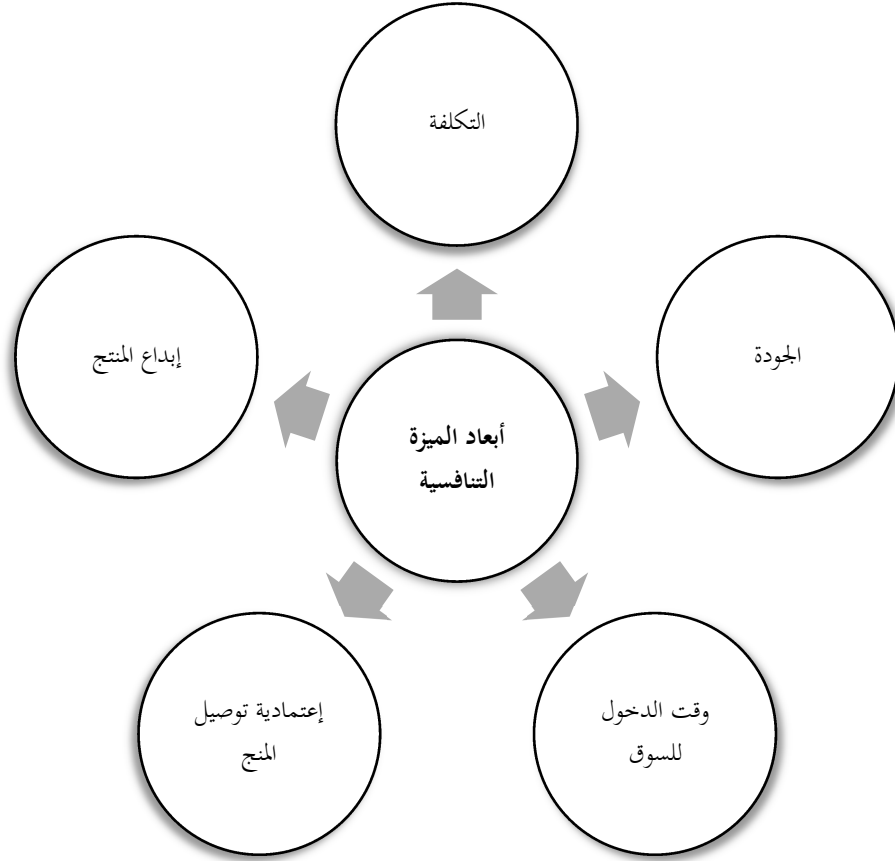 التكلفة
الجودة
إبداع المنتج
أبعاد الميزة
التنافسية
وقت الدخول
للسوق
إعتمادية توصيل
المنج